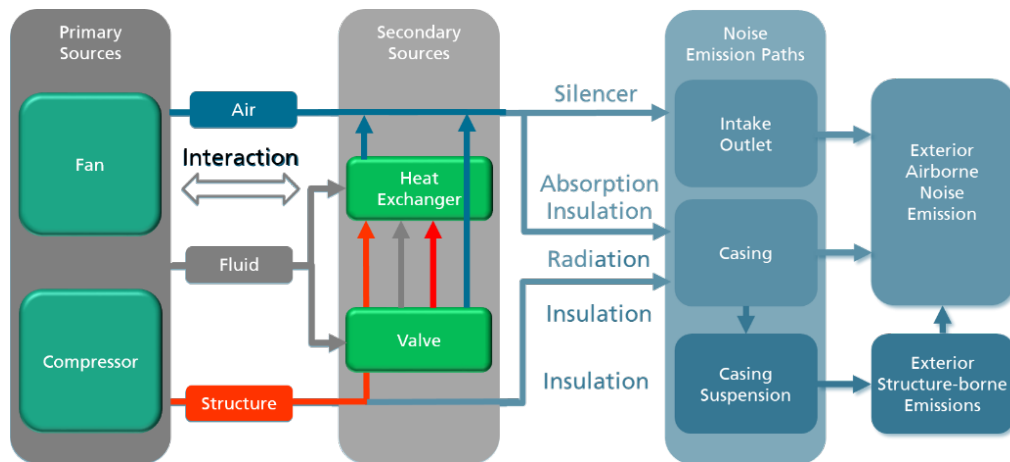 Primary
Sources
Fan
Compressor
Air
Interaction
Fluid
Structure
Secondary
Sources
Heat
Exchanger
Valve
Silencer
Absorption
Insulation
Radiation
Insulation
Insulation
Noise
Emission Paths
Intake
Outlet
Casing
Casing
Suspension
Exterior
Airborne
Noise
Emission
Exterior
Structure-borne
Emissions